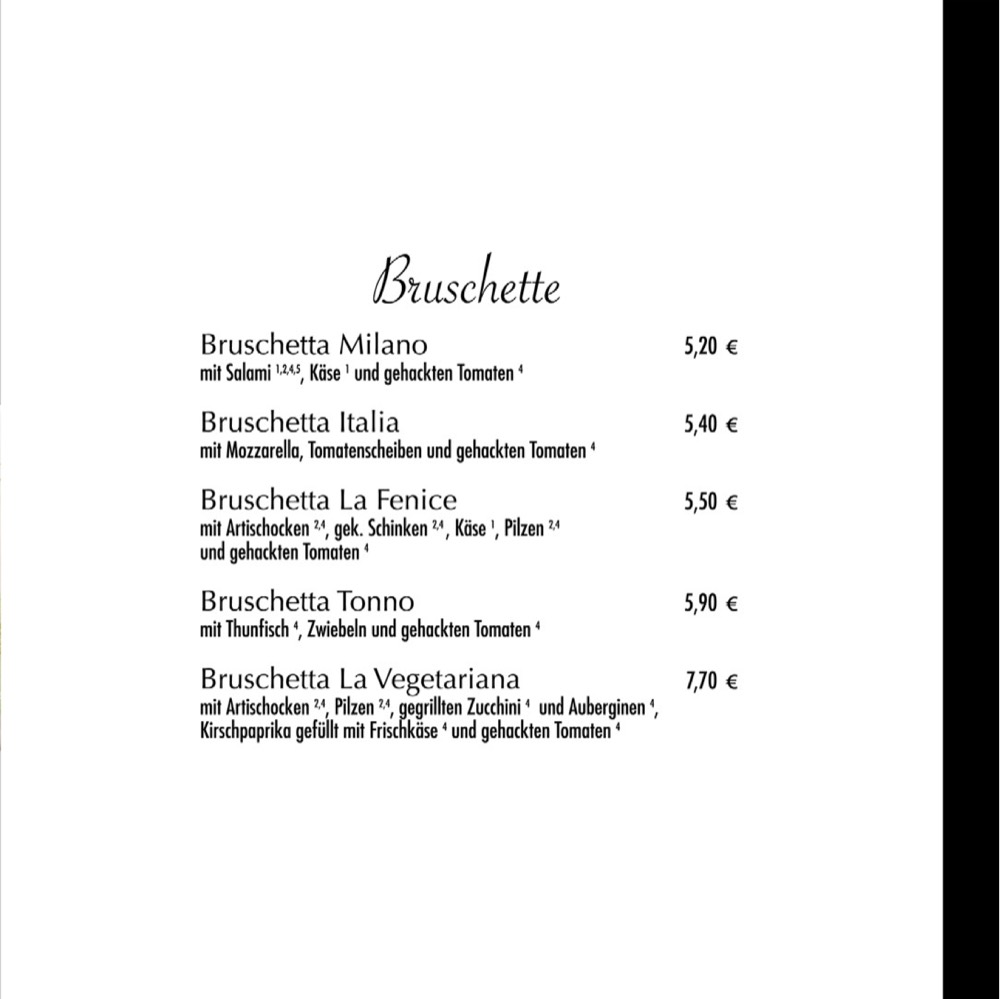 Bruschette
Bruschetta Milano 5,20 €
mit Salami 1,2,4,5, Käse 1 und gehackten Tomaten 4
Bruschetta Italia 5,40 €
mit Mozzarella, Tomatenscheiben und gehackten Tomaten 4
Bruschetta La Fenice 5,50 €
mit Artischocken 2,4, gek. Schinken 2,4, Käse 1, Pilzen 2,4
und gehackten Tomaten 4
Bruschetta Tonno 5,90 €
mit Thunfisch 4, Zwiebeln und gehackten Tomaten 4
Bruschetta La Vegetariana 7,70 €
mit Artischocken 2,4, Pilzen 2,4, gegrillten Zucchini 4 und Auberginen 4,
Kirschpaprika gefüllt mit Frischkäse 4 und gehackten Tomaten 4